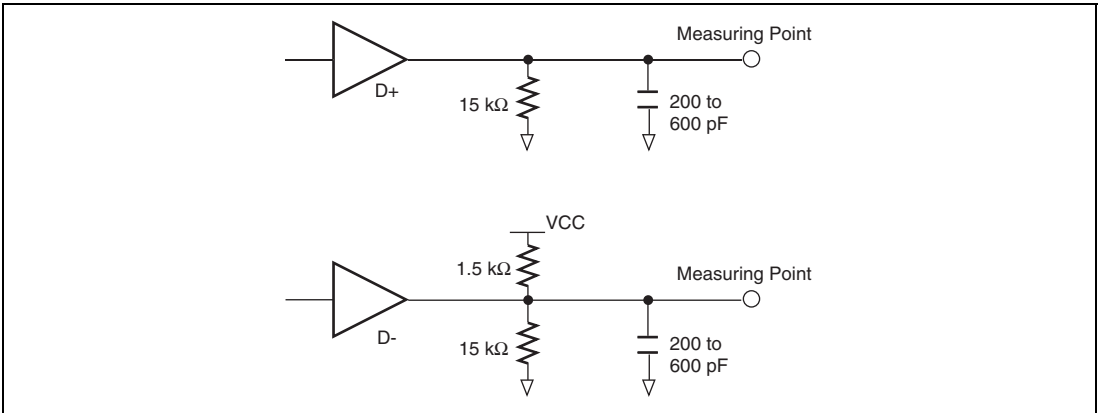 Measuring Point
D+
15 kΩ
200 to
600 pF
VCC
1.5 kΩ
Measuring Point
D-
15 kΩ
200 to
600 pF